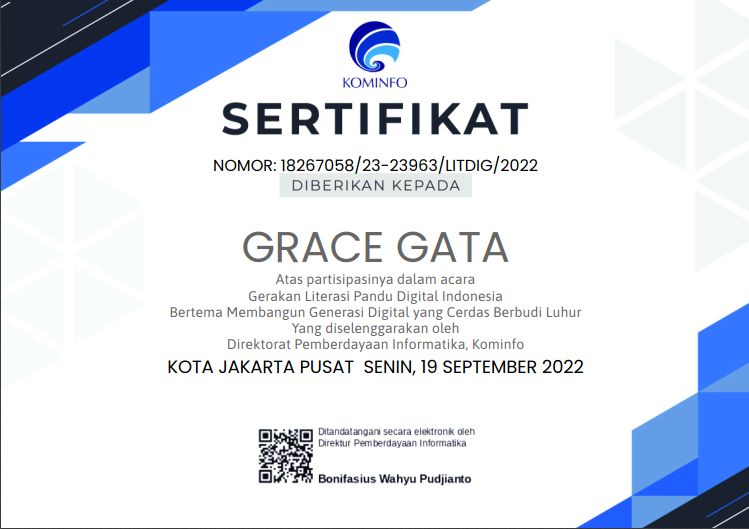 KOMINFO
SERTIFIKAT
NOMOR: 18267058/23-23963/LITDIG/2022
DIBERIKAN KEPADA
GRACE GATA
Atas partisipasinya dalam acara
Gerakan Literasi Pandu Digital Indonesia
Bertema Membangun Generasi Digital yang Cerdas Berbudi Luhur
Yang diselenggarakan oleh
Direktorat Pemberdayaan Informatika, Kominfo
KOTA JAKARTA PUSAT  SENIN, 19 SEPTEMBER 2022
Ditandatangani secara elektronik oleh
Direktur Pemberdayaan Informatika
Bonifasius Wahyu Pudjianto